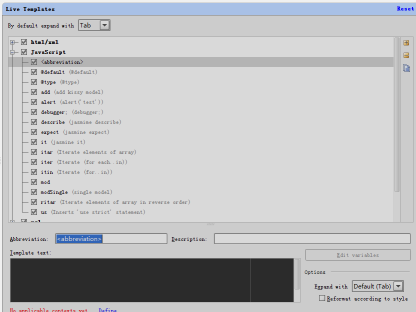 Live Templates
Reset
By default expand with Tab
html/xml
JavaScript
<abbreviation>
@default (@default)
@type (@type)
add (add hissy model)
alert (alert('test'))
debugger; (debugger;)
describe (jasmine describe)
expect (jasmine expect)
it (jasmine it)
itar (Iterate elements of array)
iter (Iterate (for each..in))
itin (Iterate (for..in))
mod
modSingle (single model)
ritar (Iterate elements of array in reverse order)
us (Inserts 'use strict' statement)
Abbreviation: <abbreviation> Description:
Template text:
Edit variables
Options
Expand with Default (Tab)
Reformat according to style
No applicable contexts yet. Define